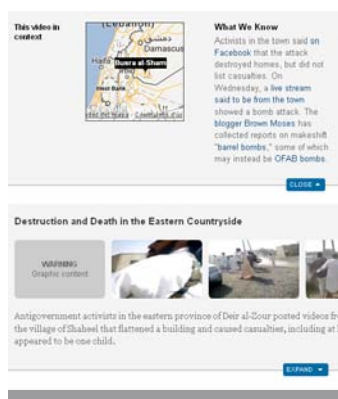 This video in
context
(Lebanon)
دمشق
Damascus
Haifa
Busra al-Sham
Irbid
West Bank
What We Know
Activists in the town said on
Facebook that the attack
destroyed homes, but did not
list casualties. On
Wednesday, a live stream
said to be from the town
showed a bomb attack. The
blogger Brown Moses has
collected reports on makeshift
"barrel bombs," some of which
may instead be OFAB bombs.
CLOSE
Destruction and Death in the Eastern Countryside
WARNING
Graphic content
Antigovernment activists in the eastern province of Deir al-Zour posted videos fr
the village of Shaheel that flattened a building and caused casualties, including at
appeared to be one child.
EXPAND